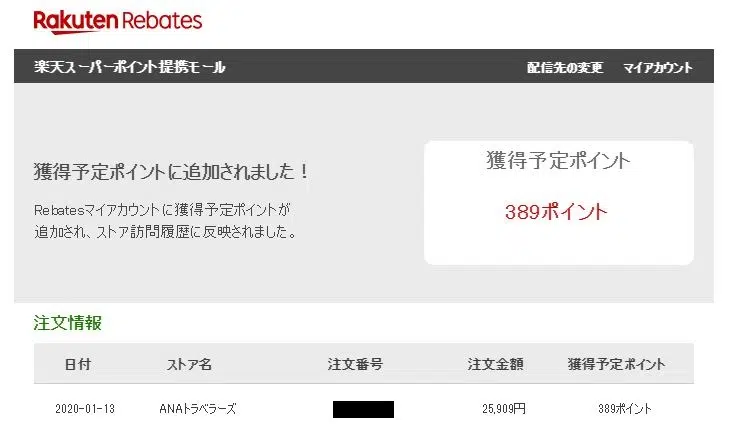 Rakuten Rebates
楽天スーパーポイント提携モール 配信先の変更 マイアカウント
獲得予定ポイントに追加されました！
Rebatesマイアカウントに獲得予定ポイントが
追加され、ストア訪問履歴に反映されました。
獲得予定ポイント
389ポイント
注文情報
日付 ストア名 注文番号 注文金額 獲得予定ポイント
2020-01-13 ANAトラベラーズ 25,909円 389ポイント